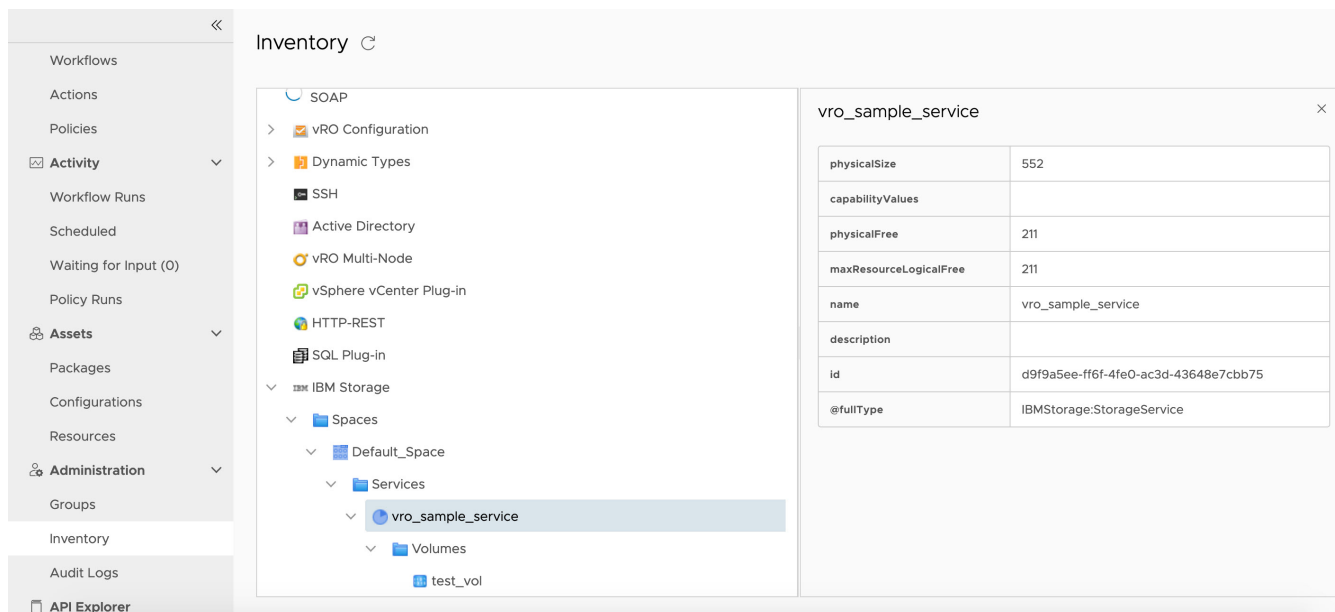 Workflows
Actions
Policies
Activity
Workflow Runs
Scheduled
Waiting for Input (0)
Policy Runs
Assets
Packages
Configurations
Resources
Administration
Groups
Inventory
Audit Logs
API Explorer
Inventory
SOAP
vRO Configuration
Dynamic Types
SSH
Active Directory
vRO Multi-Node
vSphere vCenter Plug-in
HTTP-REST
SQL Plug-in
IBM IBM Storage
Spaces
Default_Space
Services
vro_sample_service
Volumes
test_vol
vro_sample_service
physicalSize 552
capabilityValues
physicalFree 211
maxResourceLogicalFree 211
name vro_sample_service
description
id d9f9a5ee-ff6f-4fe0-ac3d-43648e7cbb75
@fullType IBMStorage:StorageService